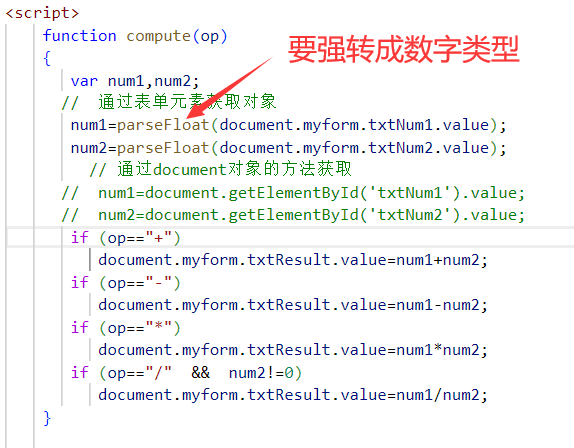 <script>
function compute(op)
要强转成数字类型
{
var num1,num2;
// 通过表单元素获取对象
num1=parseFloat(document.myform.txtNum1.value);
num2=parseFloat(document.myform.txtNum2.value);
// 通过document对象的方法获取
// num1=document.getElementById('txtNum1').value;
// num2=document.getElementById('txtNum2').value;
if (op=="+")
document.myform.txtResult.value=num1+num2;
if (op=="-")
document.myform.txtResult.value=num1-num2;
if (op=="*")
document.myform.txtResult.value=num1*num2;
if (op=="/" && num2!=0)
document.myform.txtResult.value=num1/num2;
}